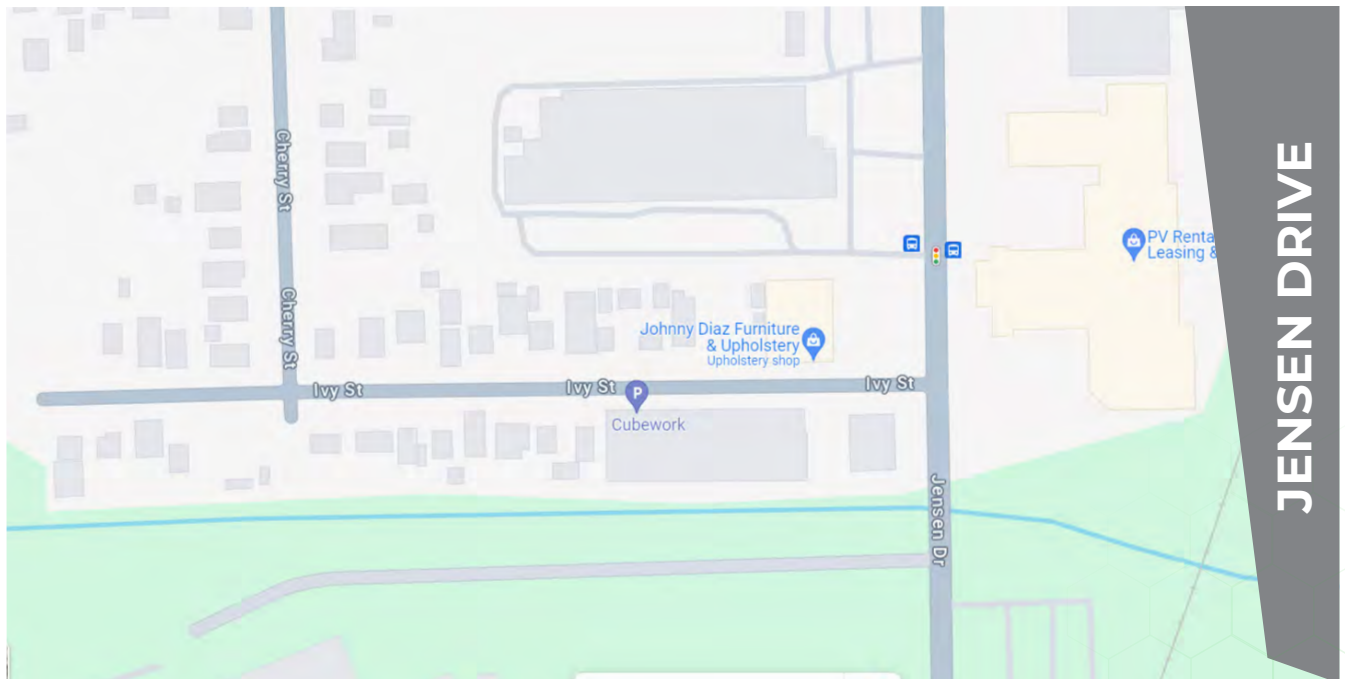 Cherry St
PV Renta
Leasing &
Cherry St
Johnny Diaz Furniture
& Upholstery
Upholstery shop
Ivy St
Ivy St
Ivy St
P
Cubework
Jensen Dr
JENSEN DRIVE